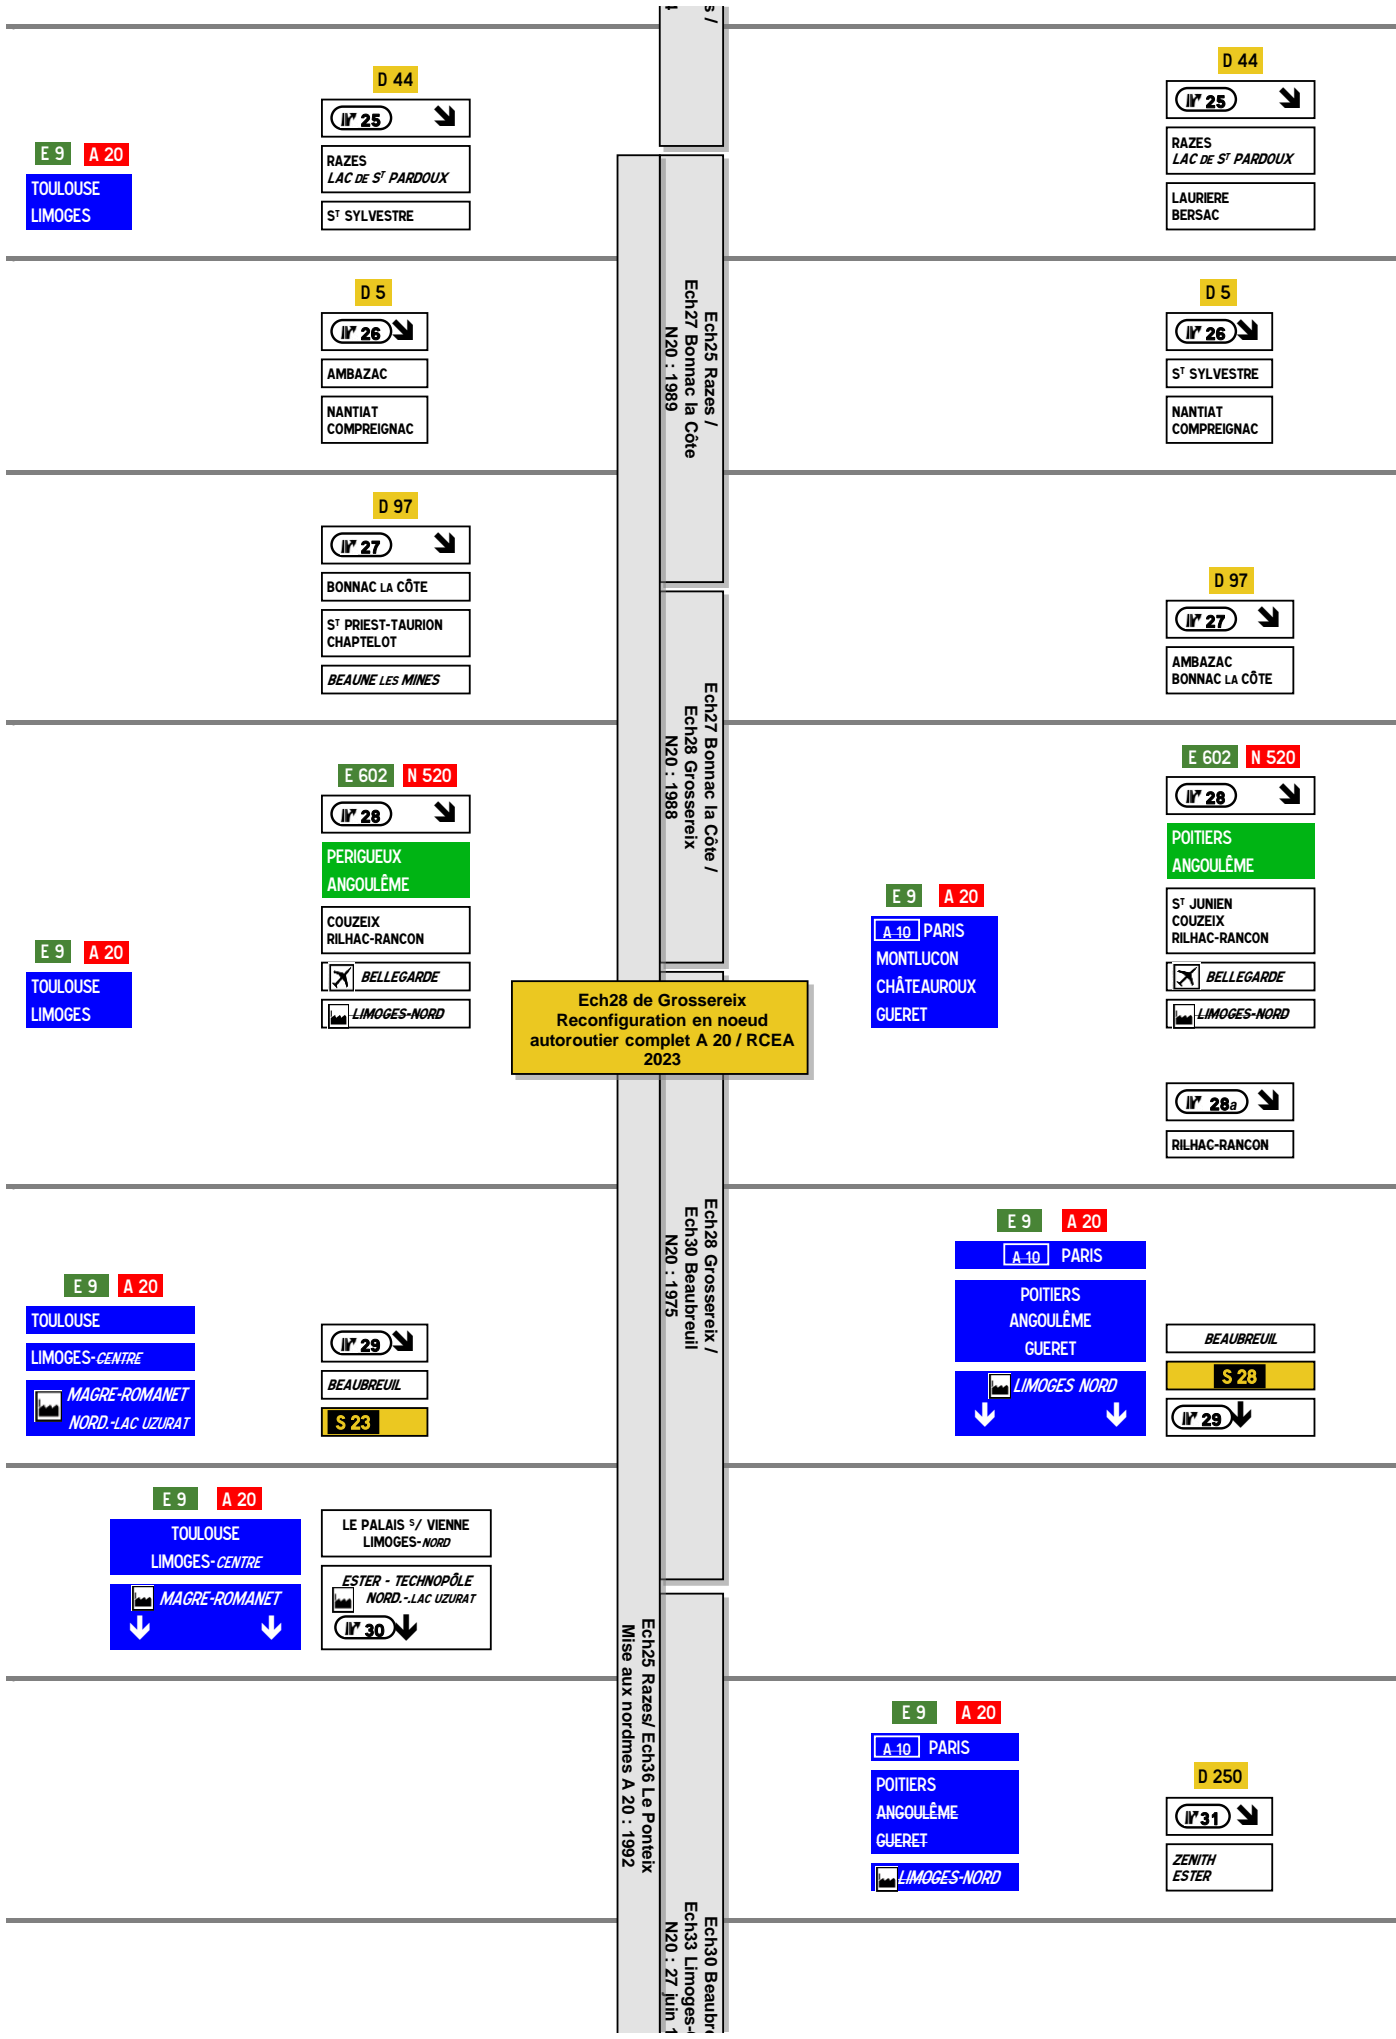 D 44
25
RAZES
LAC DE Sᵀ PARDOUX
Sᵀ SYLVESTRE
E 9 A 20
TOULOUSE
LIMOGES
D 44
25
RAZES
LAC DE Sᵀ PARDOUX
LAURIERE
BERSAC
Ech25 Razes /
Ech27 Bonnac la Côte
N20 : 1989
D 5
26
AMBAZAC
NANTIAT
COMPREIGNAC
D 5
26
Sᵀ SYLVESTRE
NANTIAT
COMPREIGNAC
D 97
27
BONNAC LA CÔTE
Sᵀ PRIEST-TAURION
CHAPTELOT
BEAUNE LES MINES
D 97
27
AMBAZAC
BONNAC LA CÔTE
Ech27 Bonnac la Côte /
Ech28 Grossereix
N20 : 1988
E 602 N 520
28
PERIGUEUX
ANGOULÊME
COUZEIX
RILHAC-RANCON
BELLEGARDE
LIMOGES-NORD
E 9 A 20
TOULOUSE
LIMOGES
Ech28 de Grossereix
Reconfiguration en noeud
autoroutier complet A 20 / RCEA
2023
E 9 A 20
A 10 PARIS
MONTLUCON
CHÂTEAUROUX
GUERET
E 602 N 520
28
POITIERS
ANGOULÊME
Sᵀ JUNIEN
COUZEIX
RILHAC-RANCON
BELLEGARDE
LIMOGES-NORD
28a
RILHAC-RANCON
Ech28 Grossereix /
Ech30 Beaubreuil
N20 : 1975
E 9 A 20
TOULOUSE
LIMOGES-CENTRE
MAGRE-ROMANET
NORD.-LAC UZURAT
29
BEAUBREUIL
S 23
E 9 A 20
A 10 PARIS
POITIERS
ANGOULÊME
GUERET
LIMOGES NORD
BEAUBREUIL
S 28
29
E 9 A 20
TOULOUSE
LIMOGES-CENTRE
MAGRE-ROMANET
LE PALAIS ˢ/ VIENNE
LIMOGES-NORD
ESTER - TECHNOPÔLE
NORD.-.LAC UZURAT
30
Ech25 Razes/ Ech36 Le Ponteix
Mise aux nordmes A 20 : 1992
E 9 A 20
A 10 PARIS
POITIERS
ANGOULÊME
GUERET
LIMOGES-NORD
D 250
31
ZENITH
ESTER
Ech30 Beaubre
Ech33 Limoges-
N20 : 27 juin 1